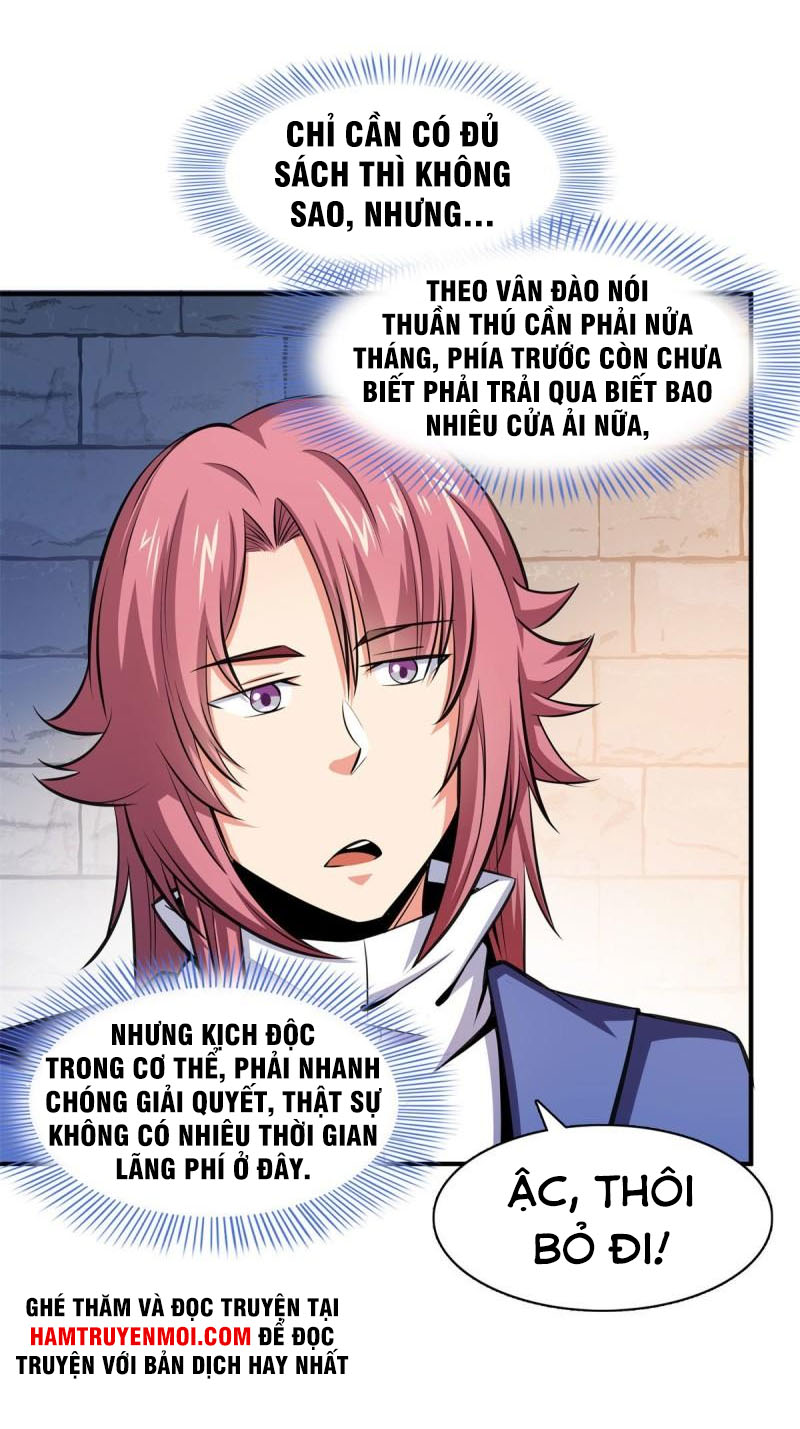 CHỈ CẦN CÓ ĐỦ
SÁCH THÌ KHÔNG
SAO, NHƯNG...
THEO VÂN ĐÀO NÓI
THUẦN THÚ CẦN PHẢI NỬA
THÁNG, PHÍA TRƯỚC CÒN CHƯA
BIẾT PHẢI TRẢI QUA BIẾT BAO
NHIÊU CỬA ẢI NỮA,
NHƯNG KỊCH ĐỘC
TRONG CƠ THỂ, PHẢI NHANH
CHÓNG GIẢI QUYẾT, THẬT SỰ
KHÔNG CÓ NHIÊU THỜI GIAN
LÃNG PHÍ Ở ĐÂY.
ẬC, THÔI
BỎ ĐI!
GHÉ THĂM VÀ ĐỌC TRUYỆN TẠI
HAMTRUYENMOI.COM ĐỂ ĐỌC
TRUYỆN VỚI BẢN DỊCH HAY NHẤT